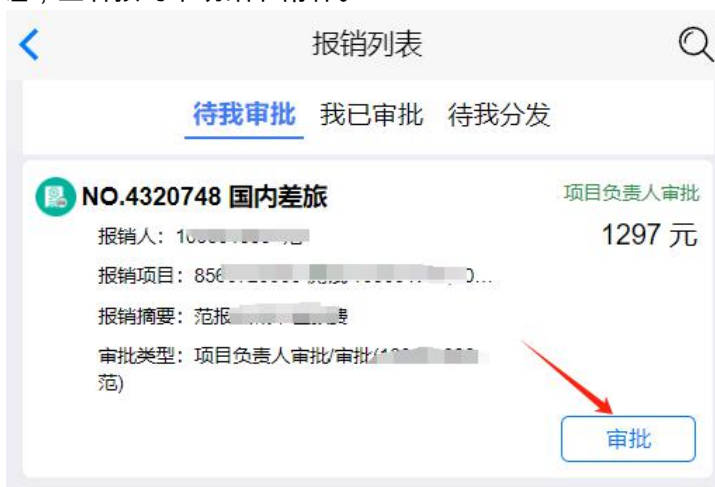 报销列表
待我审批 我已审批 待我分发
NO.4320748 国内差旅
项目负责人审批
报销人：
1297 元
报销项目：856
报销摘要：范报
审批类型：项目负责人审批/审批(
范)
审批